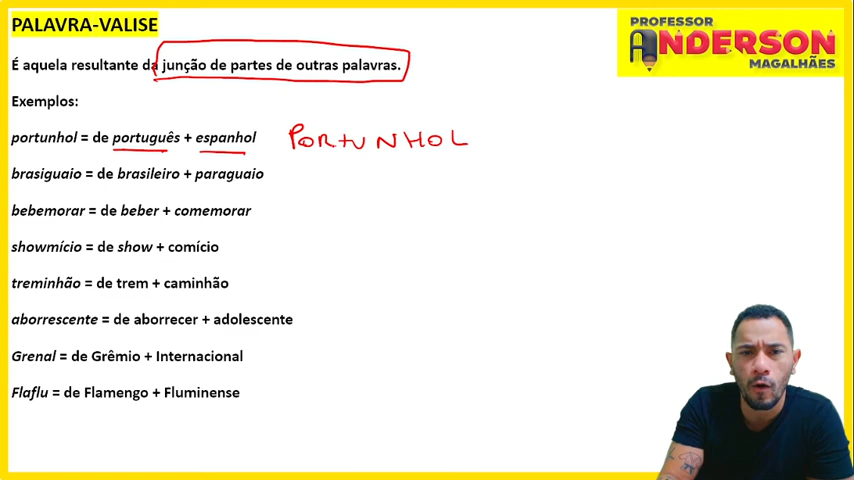 PALAVRA-VALISE
PROFESSOR
ANDERSON
MAGALHÃES
É aquela resultante da junção de partes de outras palavras.
Exemplos:
portunhol = de português + espanhol PORTUNHOL
brasiguaio = de brasileiro + paraguaio
bebemorar = de beber + comemorar
showmício = de show + comício
treminhão = de trem + caminhão
aborrescente = de aborrecer + adolescente
Grenal = de Grêmio + Internacional
Flaflu = de Flamengo + Fluminense